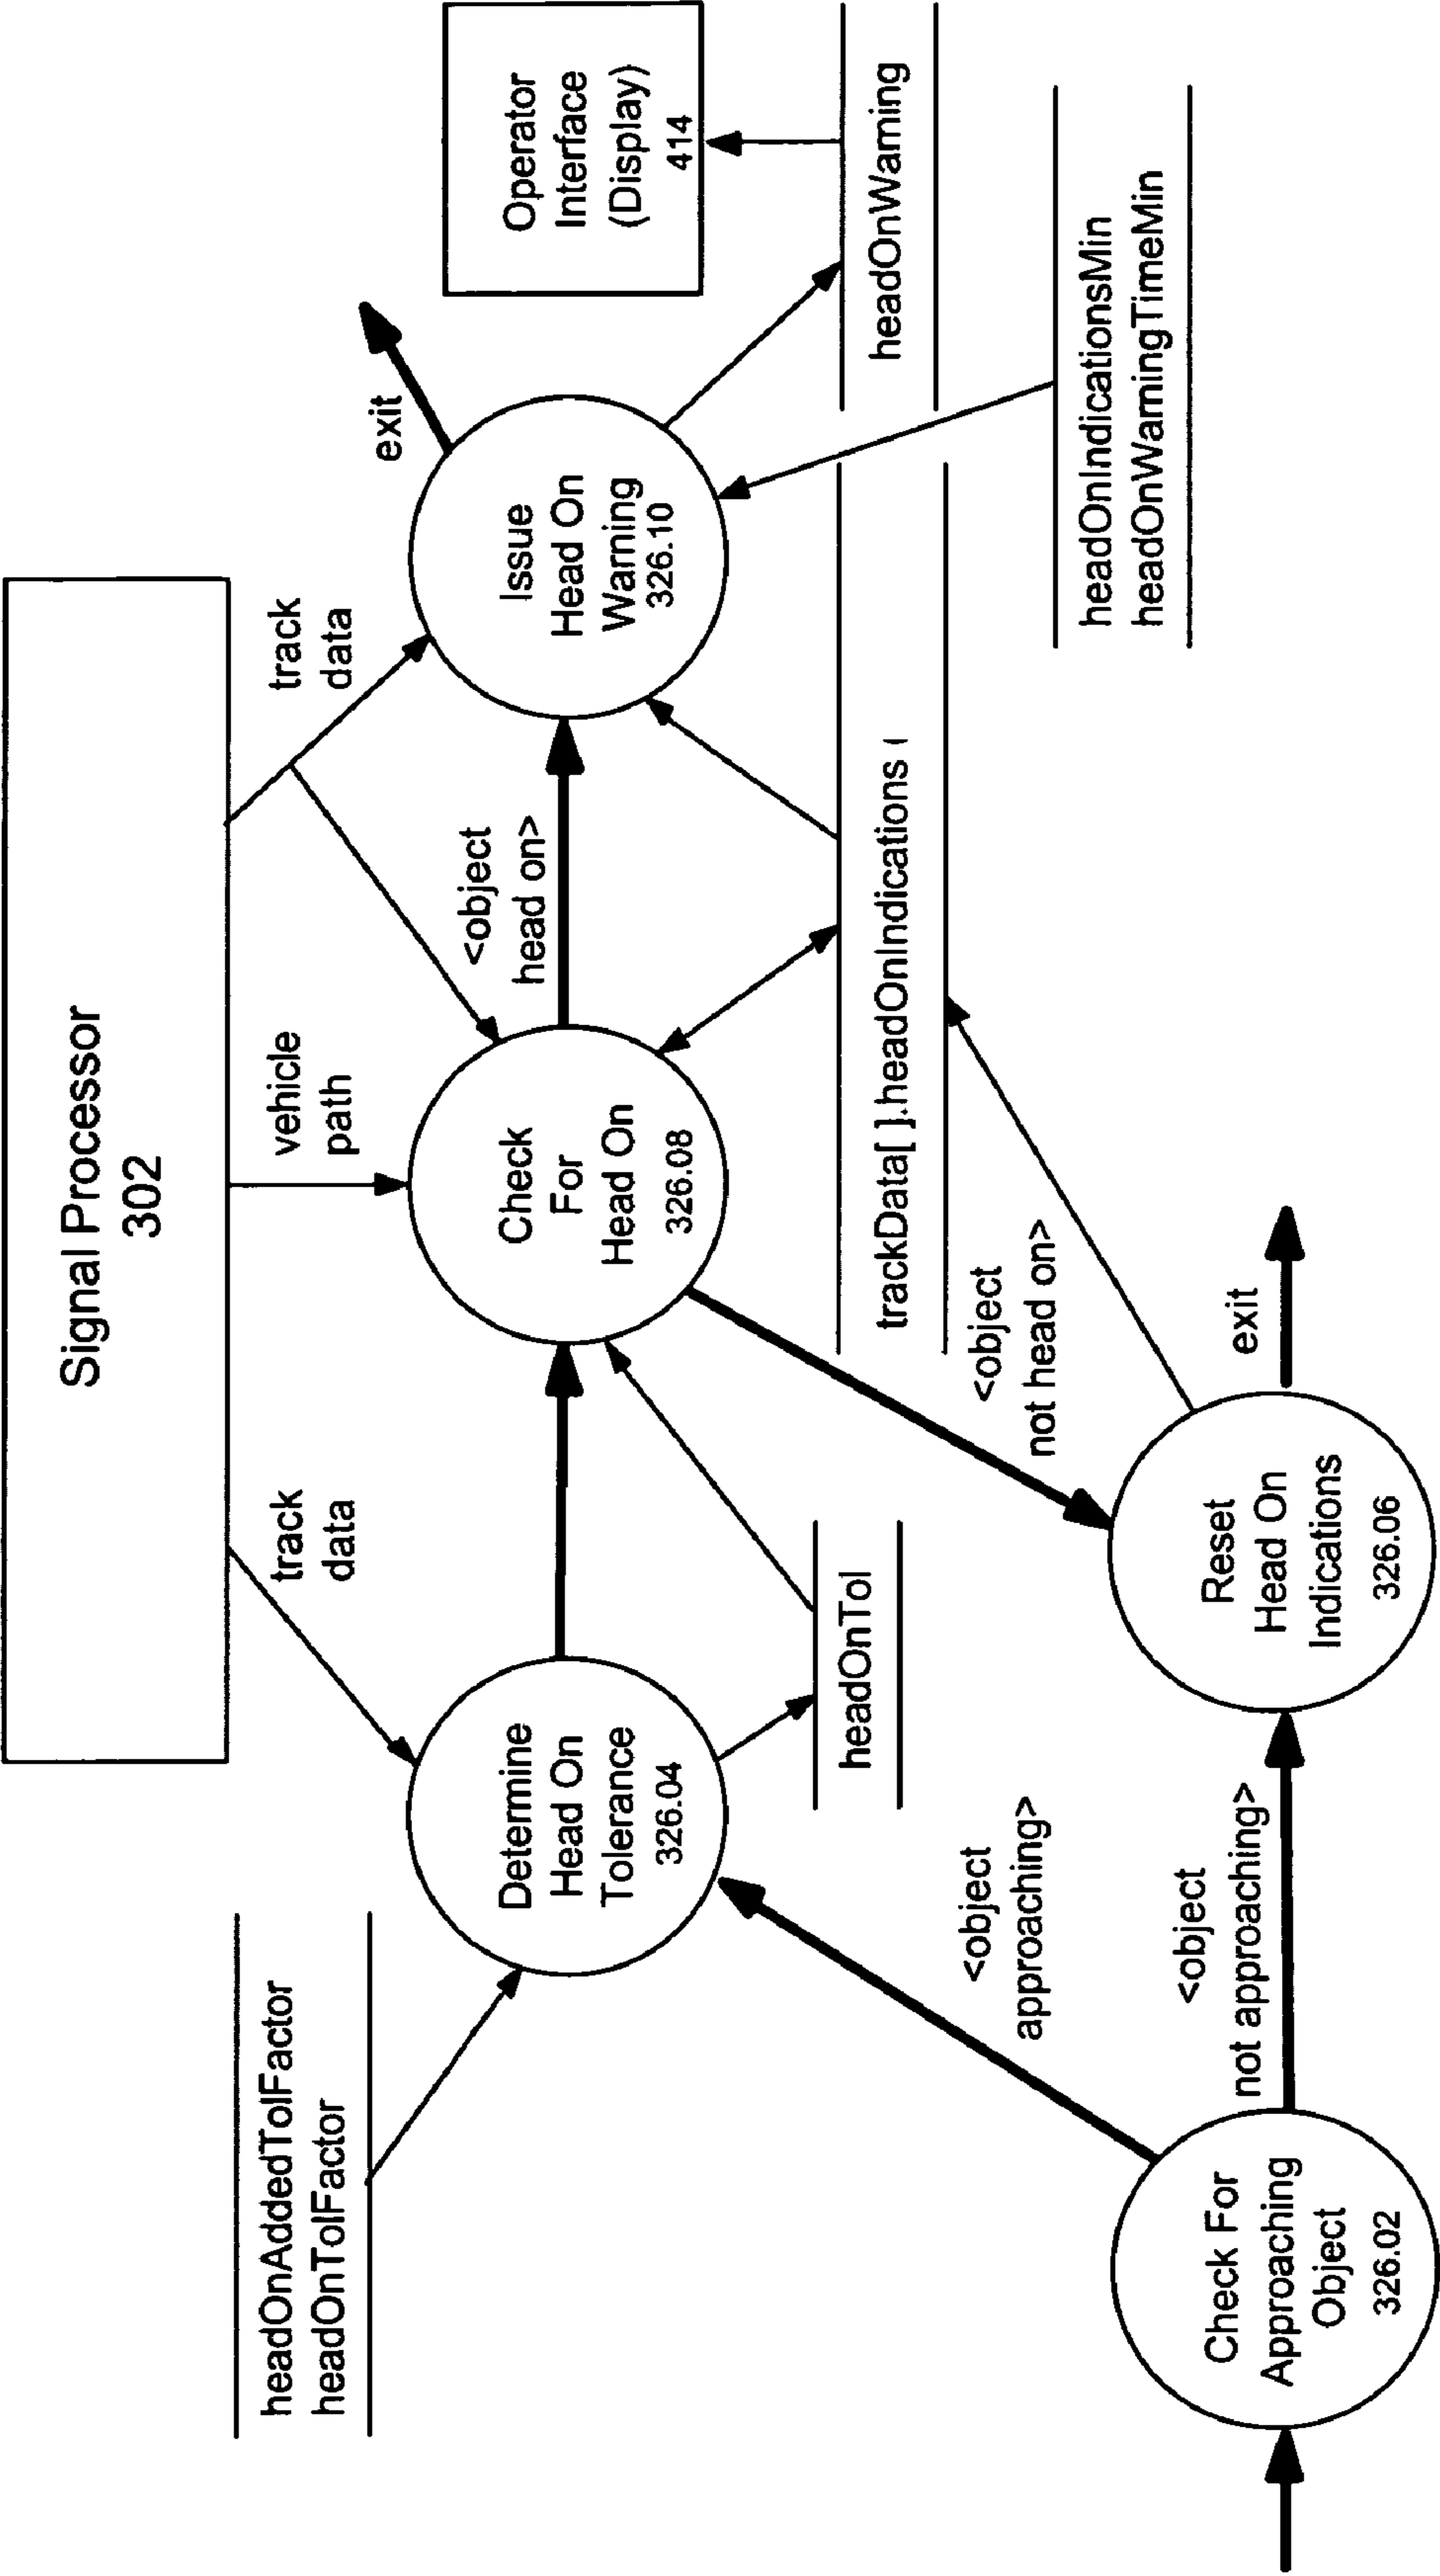 Signal Processor
302
headOnAddedTolFactor
headOnTolFactor
track
data
vehicle
path
track
data
exit
Determine
Head On
Tolerance
326.04
Check
For
Head On
326.08
<object
head on>
Issue
Head On
Warning
326.10
Operator
Interface
(Display)
414
headOnTol
trackData[ ].headOnIndications
headOnWarning
<object
approaching>
<object
not head on>
headOnIndicationsMin
headOnWarningTimeMin
Check For
Approaching
Object
326.02
<object
not approaching>
Reset
Head On
Indications
326.06
exit